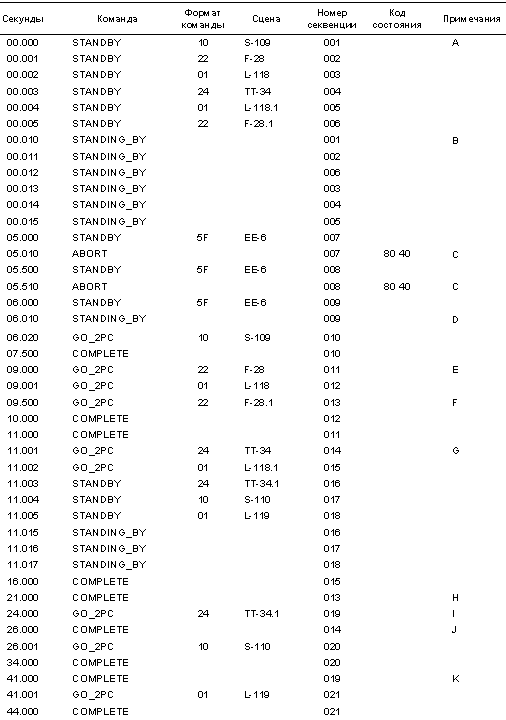 Секунды Команда Формат команды Сцена Номер секвенции Код состояния Примечания
00.000 STANDBY 10 S-109 001 A
00.001 STANDBY 22 F-28 002
00.002 STANDBY 01 L-118 003
00.003 STANDBY 24 TT-34 004
00.004 STANDBY 01 L-118.1 005
00.005 STANDBY 22 F-28.1 006
00.010 STANDING_BY 001 B
00.011 STANDING_BY 002
00.012 STANDING_BY 006
00.013 STANDING_BY 003
00.014 STANDING_BY 004
00.015 STANDING_BY 005
05.000 STANDBY 5F EE-6 007
05.010 ABORT 007 80 40 C
05.500 STANDBY 5F EE-6 008
05.510 ABORT 008 80 40 C
06.000 STANDBY 5F EE-6 009
06.010 STANDING_BY 009 D
06.020 GO_2PC 10 S-109 010
07.500 COMPLETE 010
09.000 GO_2PC 22 F-28 011 E
09.001 GO_2PC 01 L-118 012
09.500 GO_2PC 22 F-28.1 013 F
10.000 COMPLETE 012
11.000 COMPLETE 011
11.001 GO_2PC 24 TT-34 014 G
11.002 GO_2PC 01 L-118.1 015
11.003 STANDBY 24 TT-34.1 016
11.004 STANDBY 10 S-110 017
11.005 STANDBY 01 L-119 018
11.015 STANDING_BY 016
11.016 STANDING_BY 017
11.017 STANDING_BY 018
16.000 COMPLETE 015
21.000 COMPLETE 013 H
24.000 GO_2PC 24 TT-34.1 019 I
26.000 COMPLETE 014 J
26.001 GO_2PC 10 S-110 020
34.000 COMPLETE 020
41.000 COMPLETE 019 K
41.001 GO_2PC 01 L-119 021
44.000 COMPLETE 021